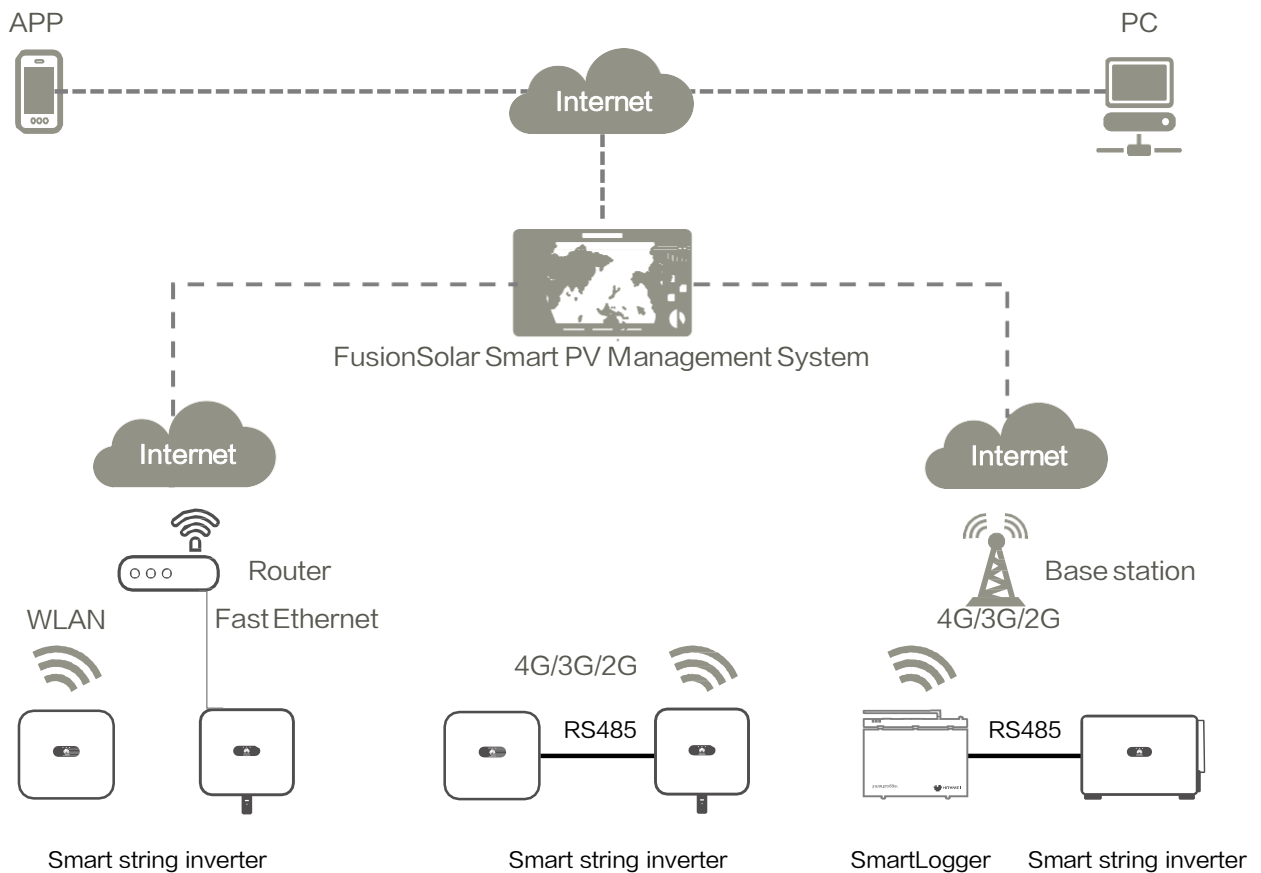 APP
PC
Internet
FusionSolar Smart PV Management System
Internet
Internet
Router
Base station
WLAN
Fast Ethernet
4G/3G/2G
4G/3G/2G
RS485
RS485
Smart string inverter
Smart string inverter
SmartLogger
Smart string inverter